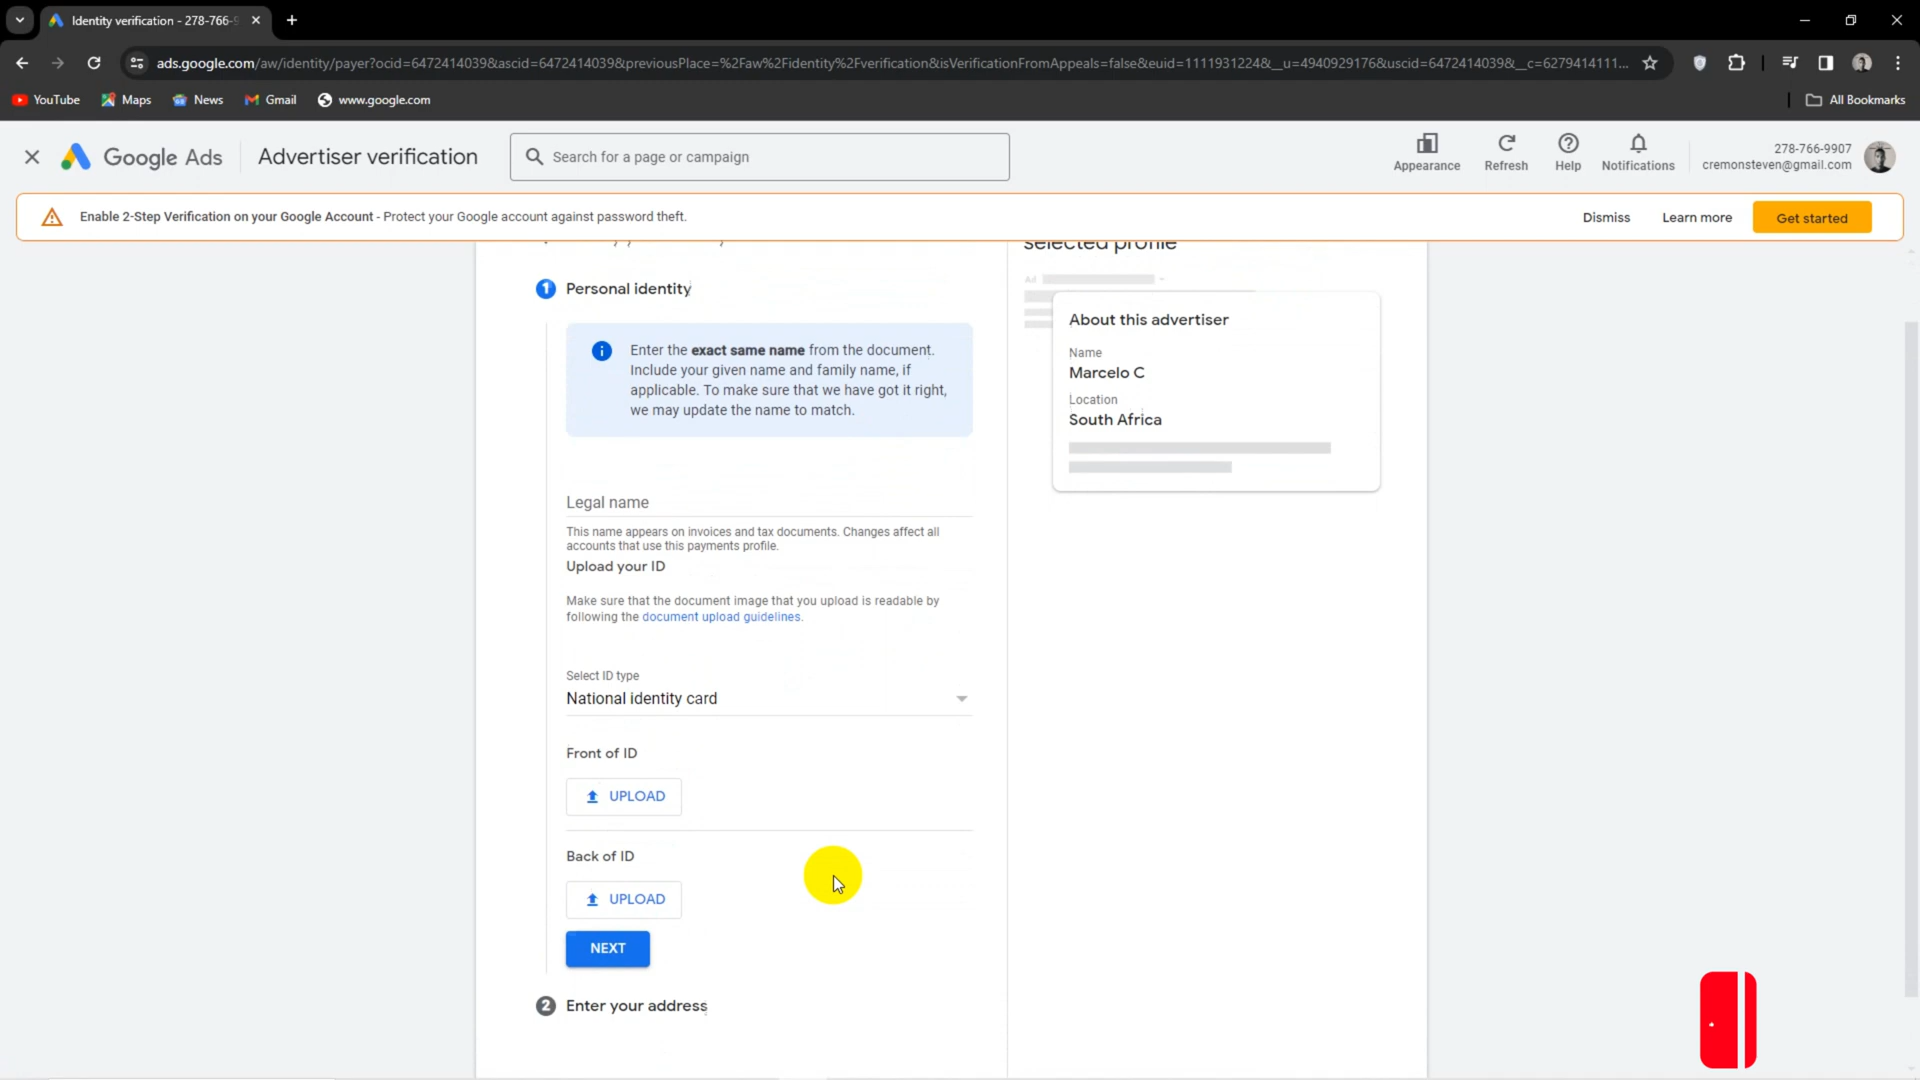 Identity verification - 278-766-9
ads.google.com/aw/identity/payer?ocid=6472414039&ascid=6472414039&previousPlace=%2Faw%2Fidentity%2Fverification&isVerificationFromAppeals=false&euid=1111931224&__u=4940929176&uscid=6472414039&__c=6279414111...
YouTube Maps News Gmail www.google.com All Bookmarks
Google Ads Advertiser verification Search for a page or campaign Appearance Refresh Help Notifications
278-766-9907
cremonsteven@gmail.com
Enable 2-Step Verification on your Google Account - Protect your Google account against password theft. Dismiss Learn more Get started
selected profile
1 Personal identity
Enter the exact same name from the document.
Include your given name and family name, if
applicable. To make sure that we have got it right,
we may update the name to match.
Legal name
This name appears on invoices and tax documents. Changes affect all
accounts that use this payments profile.
Upload your ID
Make sure that the document image that you upload is readable by
following the document upload guidelines.
Select ID type
National identity card
Front of ID
UPLOAD
Back of ID
UPLOAD
NEXT
2 Enter your address
Ad
About this advertiser
Name
Marcelo C
Location
South Africa